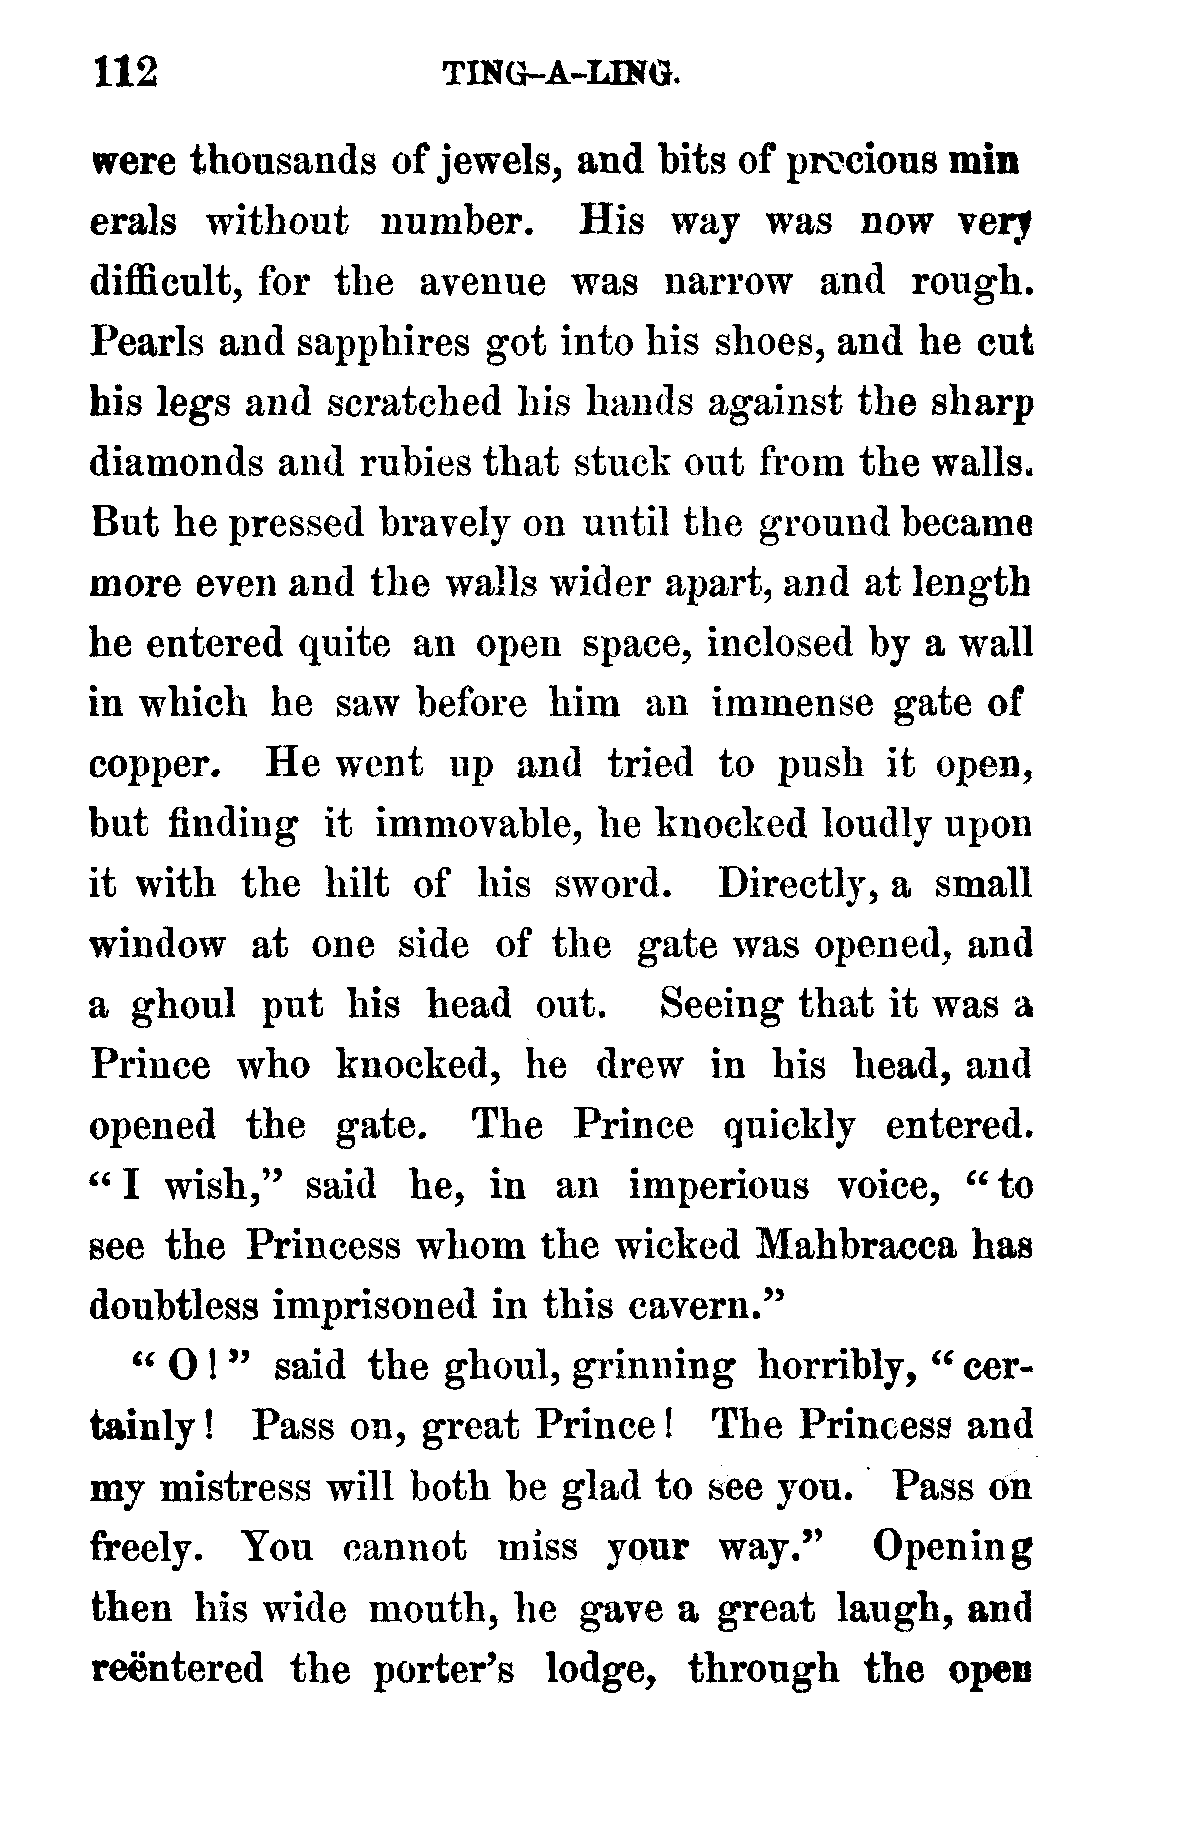 112 TING-A-LING.
were thousands of jewels, and bits of precious min
erals without number. His way was now very
difficult, for the avenue was narrow and rough.
Pearls and sapphires got into his shoes, and he cut
his legs and scratched his hands against the sharp
diamonds and rubies that stuck out from the walls.
But he pressed bravely on until the ground became
more even and the walls wider apart, and at length
he entered quite an open space, inclosed by a wall
in which he saw before him an immense gate of
copper. He went up and tried to push it open,
but finding it immovable, he knocked loudly upon
it with the hilt of his sword. Directly, a small
window at one side of the gate was opened, and
a ghoul put his head out. Seeing that it was a
Prince who knocked, he drew in his head, and
opened the gate. The Prince quickly entered.
“ I wish,” said he, in an imperious voice, “ to
see the Princess whom the wicked Mahbracca has
doubtless imprisoned in this cavern.”
“ O ! ” said the ghoul, grinning horribly, “ cer-
tainly ! Pass on, great Prince ! The Princess and
my mistress will both be glad to see you. Pass on
freely. You cannot miss your way.” Opening
then his wide mouth, he gave a great laugh, and
reëntered the porter’s lodge, through the open